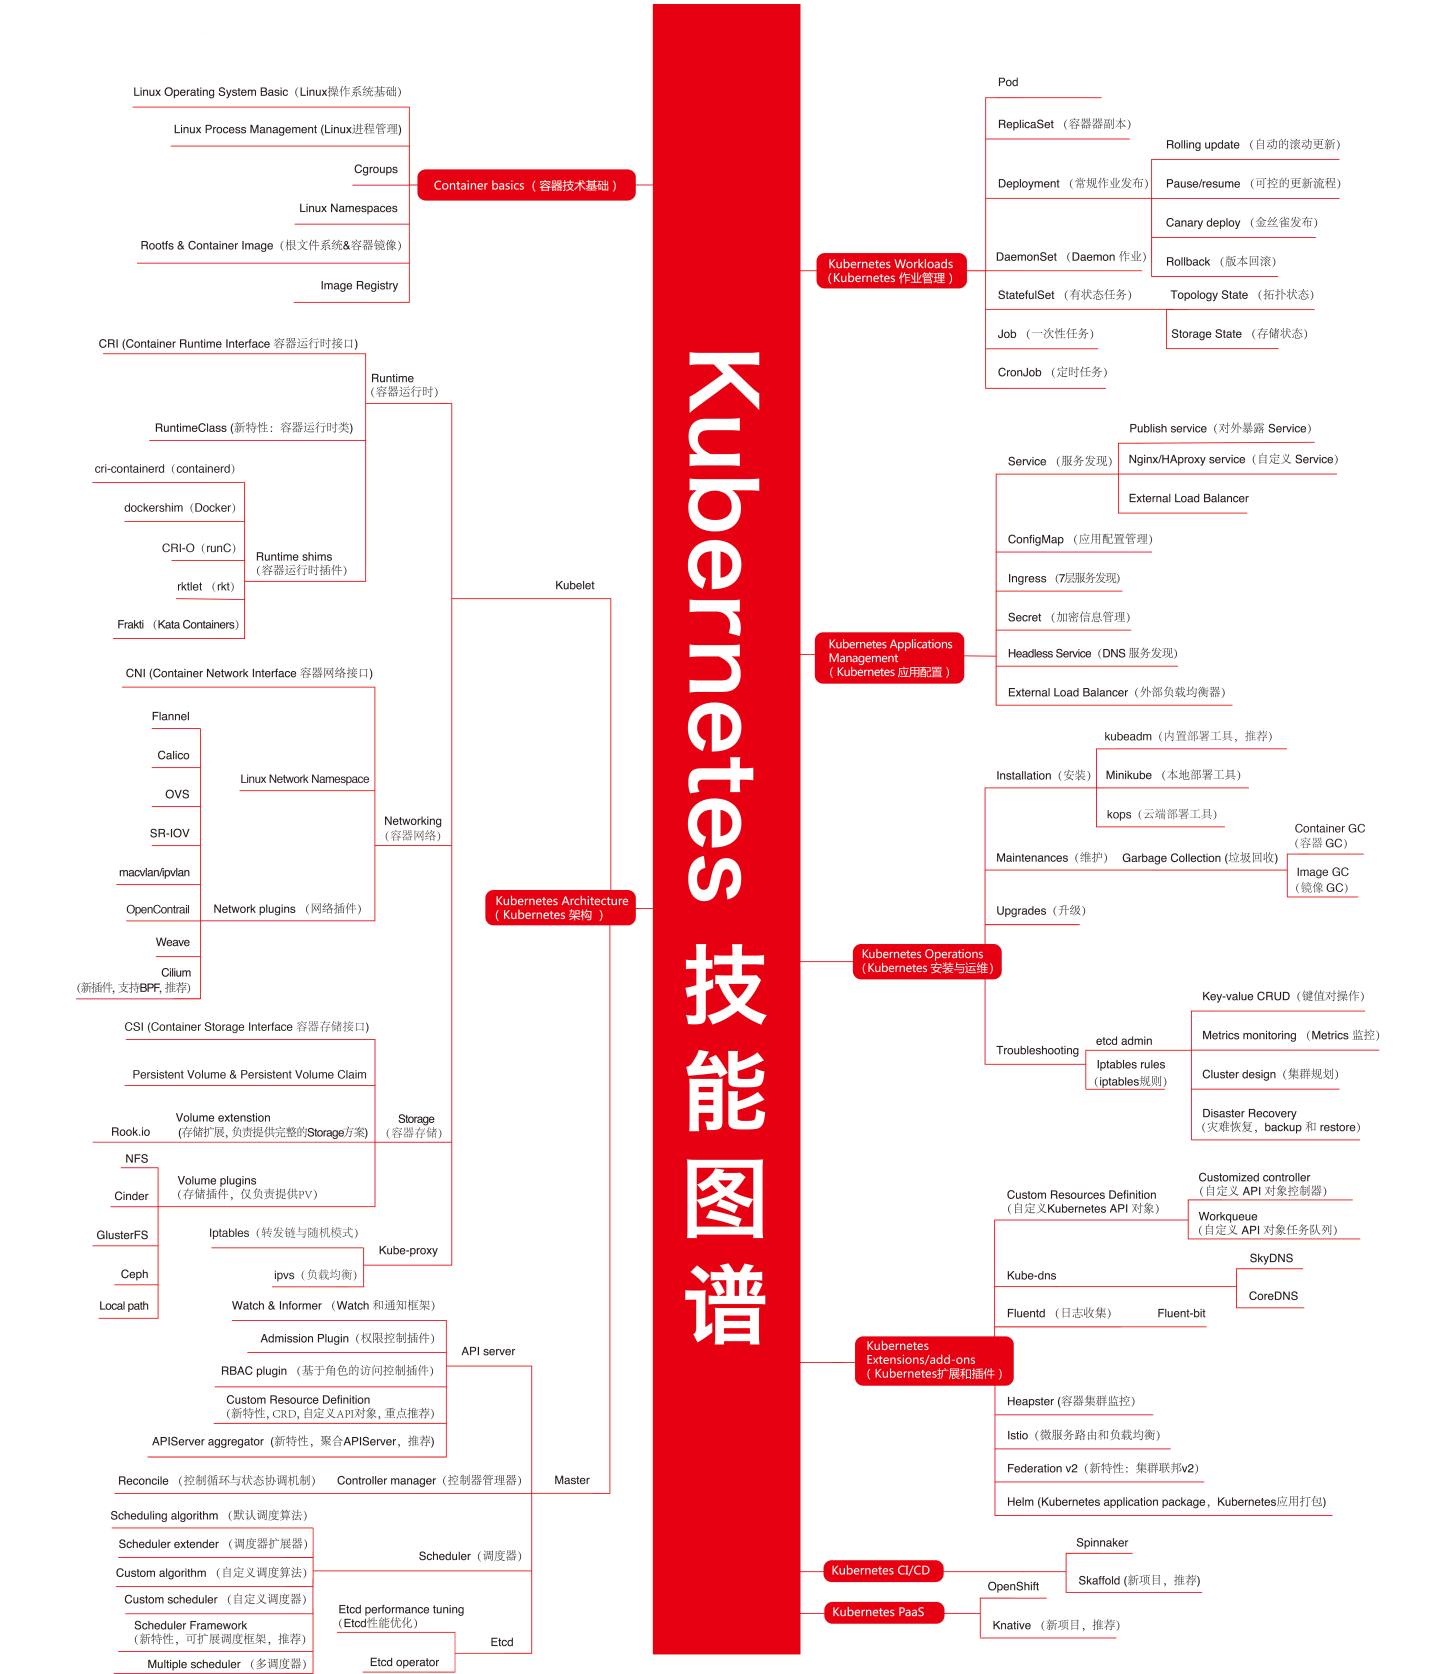 Kubernetes 技能图谱
Container basics（容器技术基础）
Linux Operating System Basic（Linux操作系统基础）
Linux Process Management (Linux进程管理)
Cgroups
Linux Namespaces
Rootfs & Container Image（根文件系统&容器镜像）
Image Registry
Kubernetes Architecture
（Kubernetes 架构 ）
Kubelet
Runtime
（容器运行时）
CRI (Container Runtime Interface 容器运行时接口)
RuntimeClass (新特性：容器运行时类)
Runtime shims
（容器运行时插件）
cri-containerd（containerd）
dockershim（Docker）
CRI-O（runC）
rktlet （rkt）
Frakti （Kata Containers）
Networking
（容器网络）
CNI (Container Network Interface 容器网络接口)
Linux Network Namespace
Network plugins （网络插件）
Flannel
Calico
OVS
SR-IOV
macvlan/ipvlan
OpenContrail
Weave
Cilium
(新插件, 支持BPF, 推荐)
Storage
（容器存储）
CSI (Container Storage Interface 容器存储接口)
Persistent Volume & Persistent Volume Claim
Volume extenstion
(存储扩展, 负责提供完整的Storage方案)
Rook.io
Volume plugins
（存储插件，仅负责提供PV）
NFS
Cinder
GlusterFS
Ceph
Local path
Kube-proxy
Iptables（转发链与随机模式）
ipvs（负载均衡）
Master
API server
Watch & Informer （Watch 和通知框架）
Admission Plugin（权限控制插件）
RBAC plugin （基于角色的访问控制插件）
Custom Resource Definition
（新特性, CRD, 自定义API对象，重点推荐）
APIServer aggregator（新特性，聚合APIServer，推荐)
Controller manager（控制器管理器）
Reconcile （控制循环与状态协调机制）
Scheduler（调度器）
Scheduling algorithm （默认调度算法）
Scheduler extender （调度器扩展器）
Custom algorithm （自定义调度算法）
Custom scheduler （自定义调度器）
Scheduler Framework
（新特性，可扩展调度框架，推荐）
Multiple scheduler （多调度器）
Etcd
Etcd performance tuning
（Etcd性能优化）
Etcd operator
Kubernetes Workloads
（Kubernetes 作业管理 ）
Pod
ReplicaSet （容器器副本）
Deployment （常规作业发布）
Rolling update （自动的滚动更新）
Pause/resume （可控的更新流程）
Canary deploy （金丝雀发布）
Rollback （版本回滚）
DaemonSet （Daemon 作业）
StatefulSet （有状态任务）
Topology State （拓扑状态）
Storage State （存储状态）
Job （一次性任务）
CronJob （定时任务）
Kubernetes Applications
Management
（ Kubernetes 应用配置 ）
Service （服务发现）
Publish service（对外暴露 Service）
Nginx/HAproxy service（自定义 Service）
External Load Balancer
ConfigMap （应用配置管理）
Ingress （7层服务发现）
Secret （加密信息管理）
Headless Service（DNS 服务发现）
External Load Balancer（外部负载均衡器）
Kubernetes Operations
（Kubernetes 安装与运维）
Installation（安装）
kubeadm（内置部署工具，推荐）
Minikube （本地部署工具）
kops（云端部署工具）
Maintenances（维护）
Garbage Collection (垃圾回收)
Container GC
（容器 GC）
Image GC
（镜像 GC）
Upgrades（升级）
Troubleshooting
etcd admin
Iptables rules
（iptables规则）
Key-value CRUD（键值对操作）
Metrics monitoring （Metrics 监控）
Cluster design（集群规划）
Disaster Recovery
（灾难恢复，backup 和 restore）
Kubernetes
Extensions/add-ons
（ Kubernetes扩展和插件 ）
Custom Resources Definition
（自定义Kubernetes API 对象）
Customized controller
（自定义 API 对象控制器）
Workqueue
（自定义 API 对象任务队列）
Kube-dns
SkyDNS
CoreDNS
Fluentd （日志收集）
Fluent-bit
Heapster (容器集群监控)
Istio（微服务路由和负载均衡）
Federation v2（新特性：集群联邦v2）
Helm (Kubernetes application package，Kubernetes应用打包)
Kubernetes CI/CD
Spinnaker
Skaffold (新项目，推荐)
Kubernetes PaaS
OpenShift
Knative （新项目，推荐）